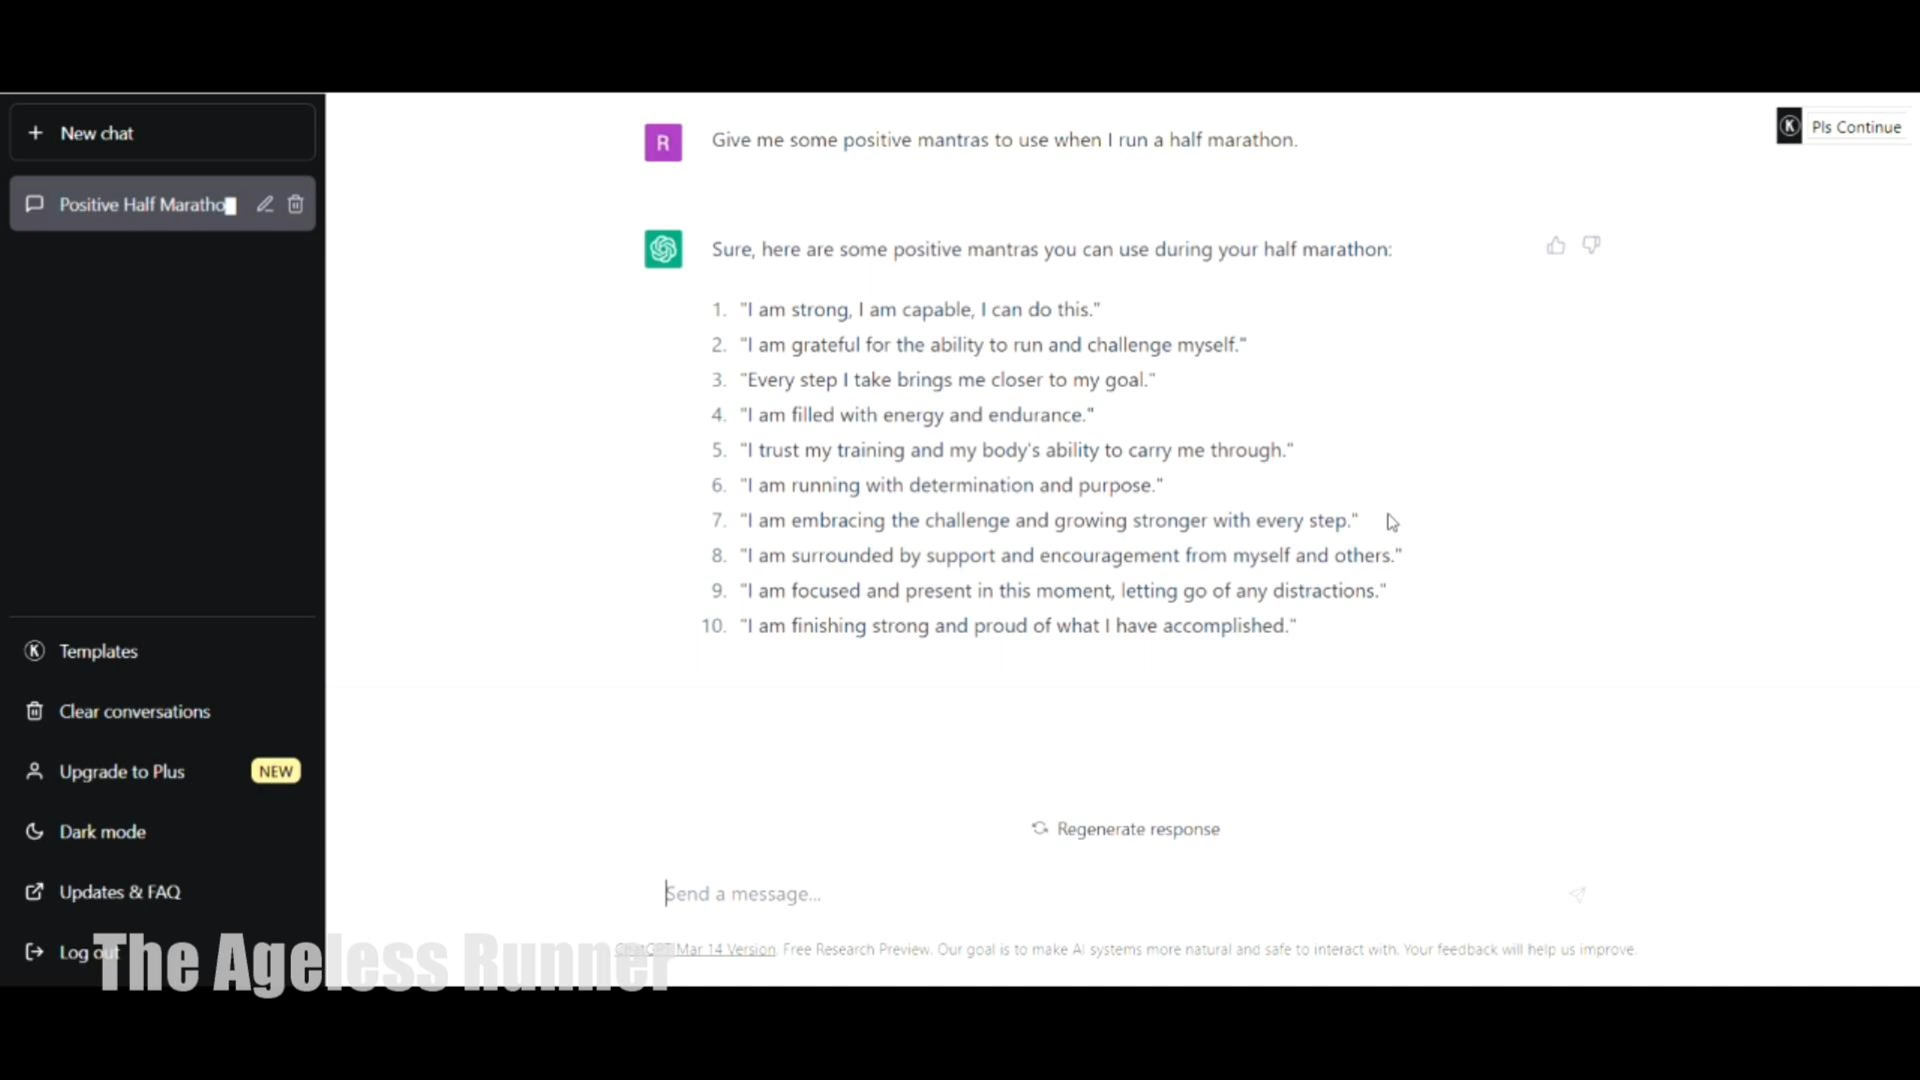 New chat
Positive Half Maratho
Templates
Clear conversations
Upgrade to Plus NEW
Dark mode
Updates & FAQ
Log out
R
Give me some positive mantras to use when I run a half marathon.
Sure, here are some positive mantras you can use during your half marathon:
1. "I am strong, I am capable, I can do this."
2. "I am grateful for the ability to run and challenge myself."
3. "Every step I take brings me closer to my goal."
4. "I am filled with energy and endurance."
5. "I trust my training and my body's ability to carry me through."
6. "I am running with determination and purpose."
7. "I am embracing the challenge and growing stronger with every step."
8. "I am surrounded by support and encouragement from myself and others."
9. "I am focused and present in this moment, letting go of any distractions."
10. "I am finishing strong and proud of what I have accomplished."
K Pls Continue
Regenerate response
Send a message...
ChatGPT Mar 14 Version. Free Research Preview. Our goal is to make AI systems more natural and safe to interact with. Your feedback will help us improve.
The Ageless Runner